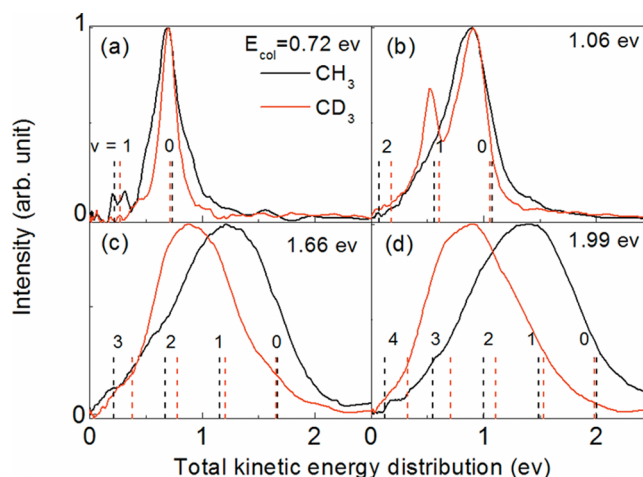 1
(a)
E_col=0.72 ev
CH₃
CD₃
v = 1
0
0
(b)
1.06
2
1
0
(c)
1.66 ev
3
2
1
0
0
(d)
1.99 ev
4
3
2
1
0
0
1
2
0
1
2
Intensity (arb. unit)
Total kinetic energy distribution (ev)